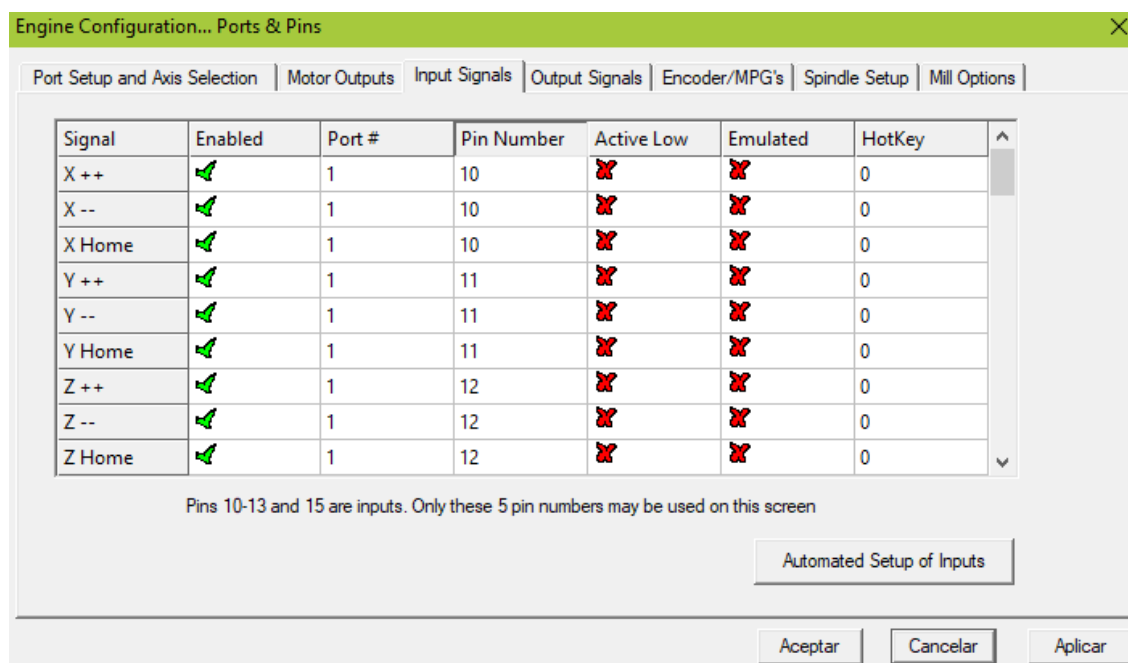 Engine Configuration... Ports & Pins
Port Setup and Axis Selection Motor Outputs Input Signals Output Signals Encoder/MPG's Spindle Setup Mill Options
Signal Enabled Port # Pin Number Active Low Emulated HotKey
X ++ 1 10 0
X -- 1 10 0
X Home 1 10 0
Y ++ 1 11 0
Y -- 1 11 0
Y Home 1 11 0
Z ++ 1 12 0
Z -- 1 12 0
Z Home 1 12 0
Pins 10-13 and 15 are inputs. Only these 5 pin numbers may be used on this screen
Automated Setup of Inputs
Aceptar Cancelar Aplicar